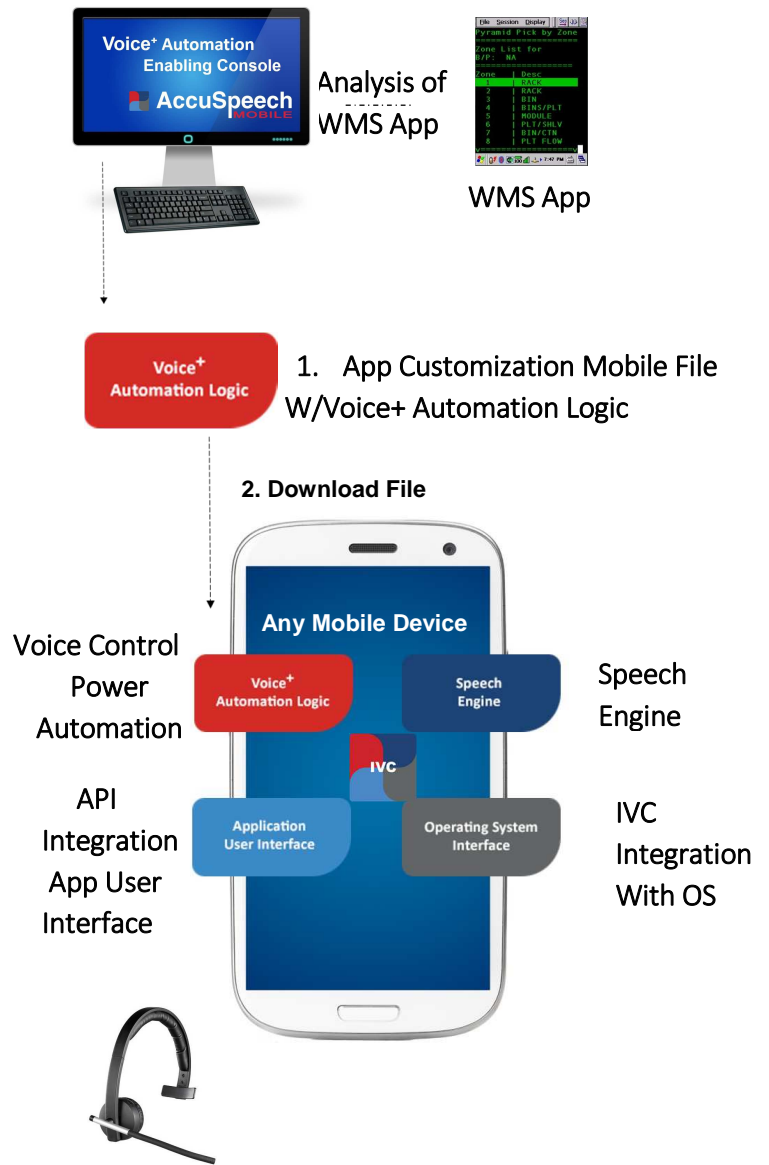 Voice+ Automation
Enabling Console
AccuSpeech
MOBILE
Analysis of
WMS App
File Session Display
Pyramid Pick by Zone
Zone List for
B/P: NA
Zone | Desc
1 | RACK
2 | RACK
3 | BIN
4 | BINS/PLT
5 | MODULE
6 | PLT/SHLV
7 | BIN/CTN
8 | PLT FLOW
7:47 PM
WMS App
Voice+
Automation Logic
1. App Customization Mobile File
W/Voice+ Automation Logic
2. Download File
Any Mobile Device
Voice Control
Power
Automation
Voice+
Automation Logic
Speech
Engine
Speech
Engine
IVC
API
Integration
App User
Interface
Application
User Interface
Operating System
Interface
IVC
Integration
With OS